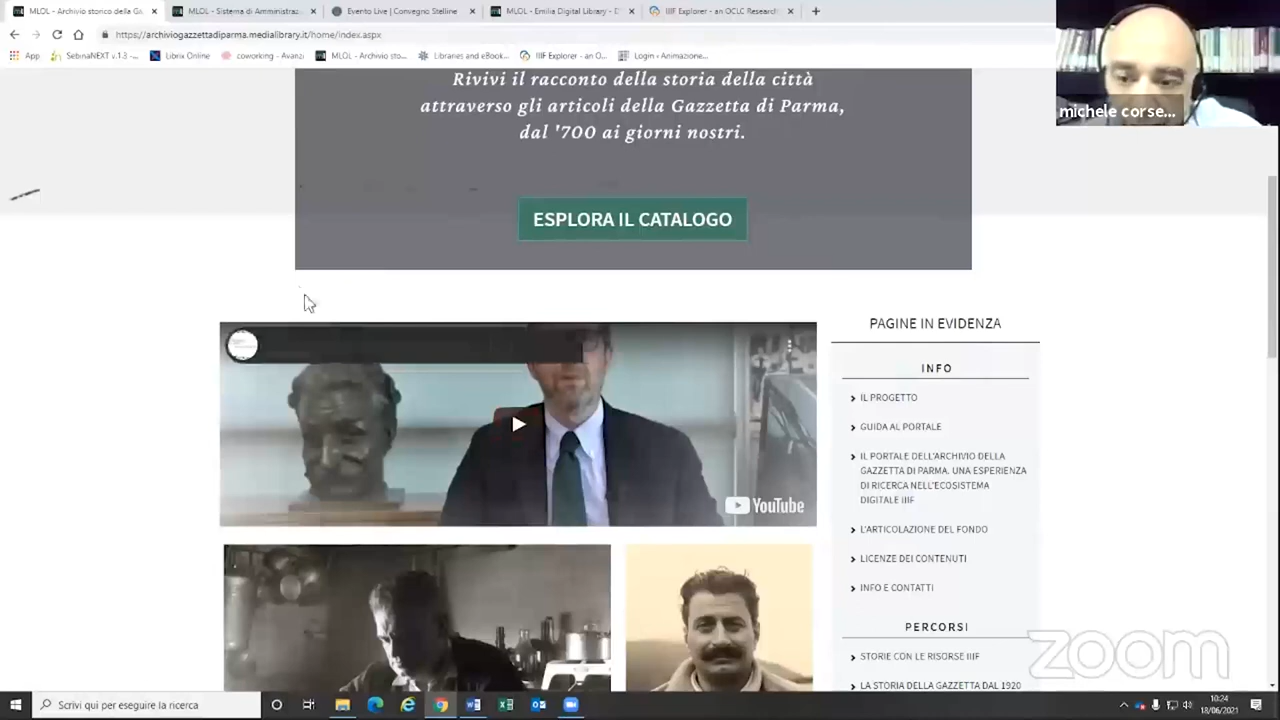 MLOL - Archivio storico della Ga
MLOL - Sistema di Amministraz
Evento Live | Convegno Stelline
MLOL - Emilia Digital Library - E
IIIF Explorer - an OCLC Research
https://archiviogazzettadiparma.medialibrary.it/home/index.aspx
App
SebinaNEXT v.1.3 -...
Librix Online
coworking - Avanzi
MLOL - Archivio sto...
Libraries and eBook...
IIIF Explorer - an O...
Login ‹ Animazione...
michele corse...
Rivivi il racconto della storia della città
attraverso gli articoli della Gazzetta di Parma,
dal '700 ai giorni nostri.
ESPLORA IL CATALOGO
YouTube
PAGINE IN EVIDENZA
INFO
IL PROGETTO
GUIDA AL PORTALE
IL PORTALE DELL'ARCHIVIO DELLA
GAZZETTA DI PARMA. UNA ESPERIENZA
DI RICERCA NELL'ECOSISTEMA
DIGITALE IIIF
L'ARTICOLAZIONE DEL FONDO
LICENZE DEI CONTENUTI
INFO E CONTATTI
PERCORSI
STORIE CON LE RISORSE IIIF
LA STORIA DELLA GAZZETTA DAL 1920
zoom
Scrivi qui per eseguire la ricerca
10:24
18/06/2021